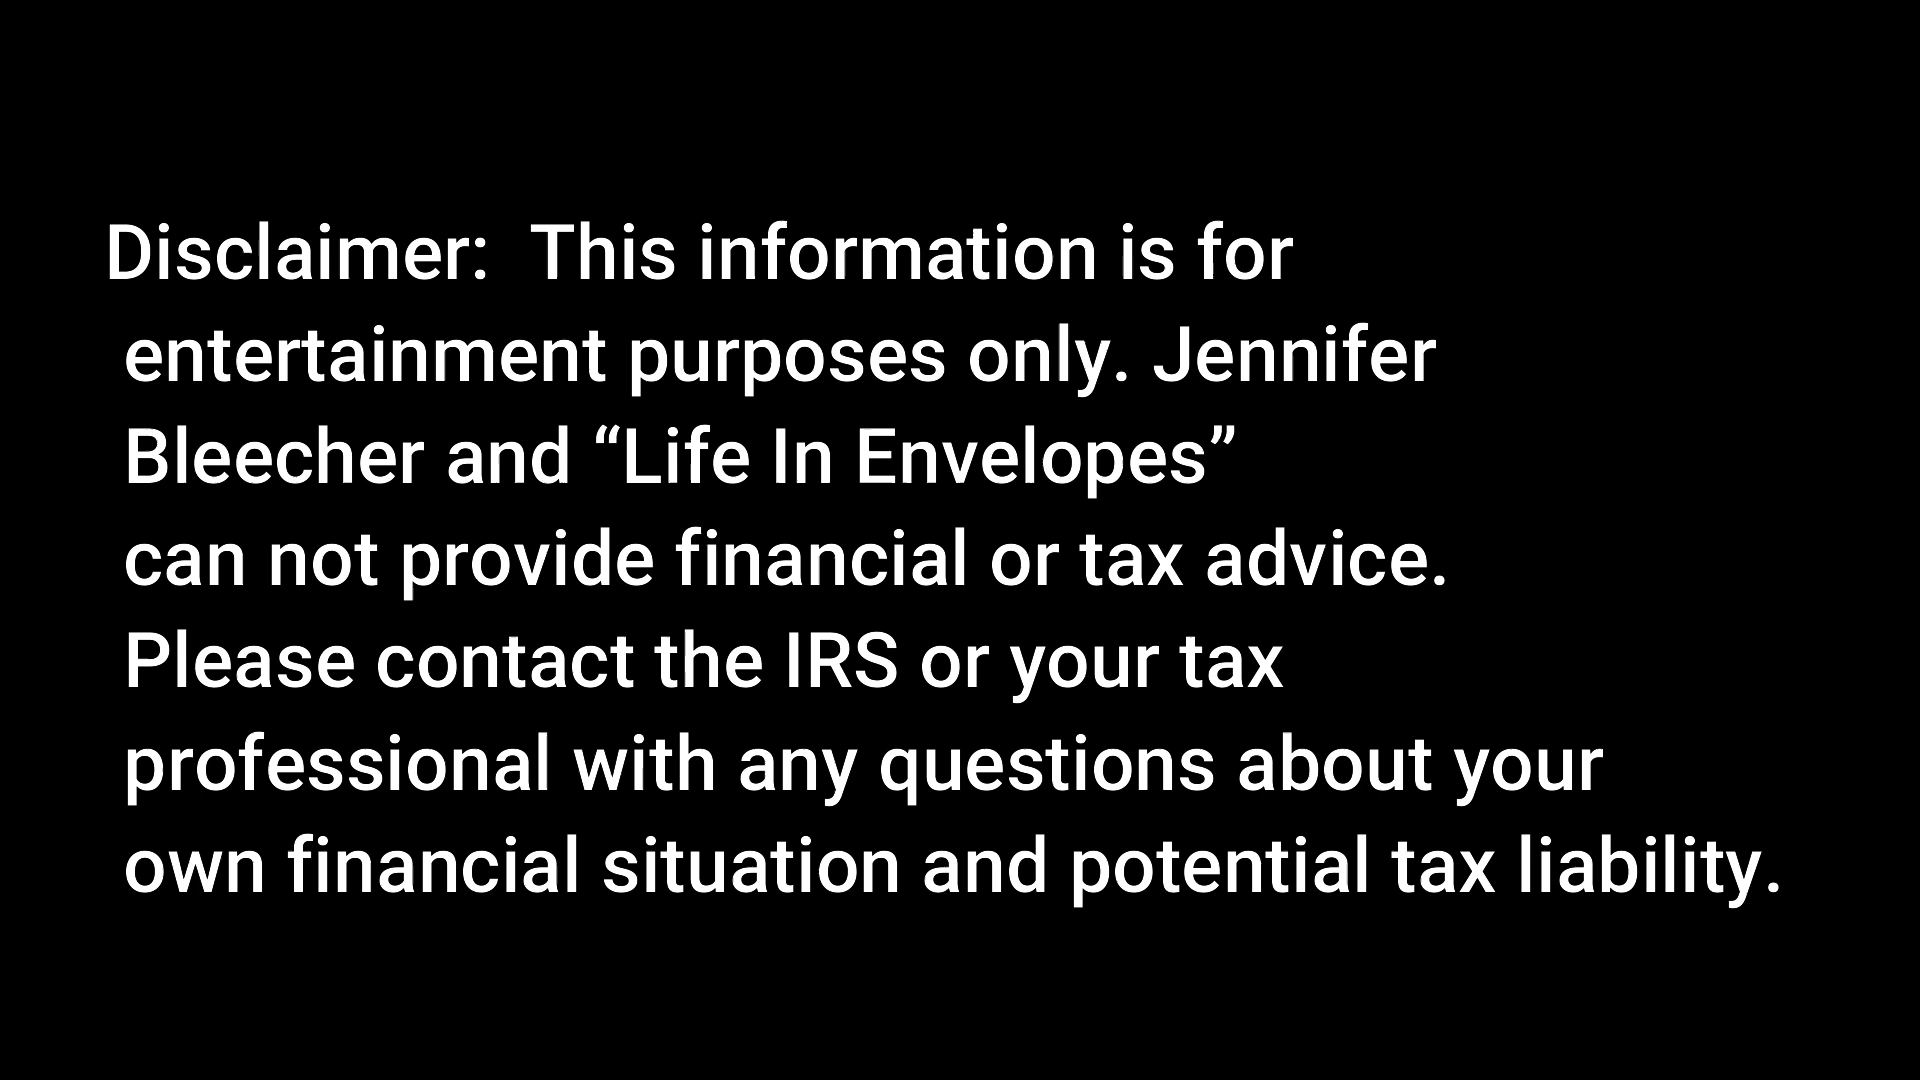 Disclaimer:  This information is for
entertainment purposes only. Jennifer
Bleecher and “Life In Envelopes”
can not provide financial or tax advice.
Please contact the IRS or your tax
professional with any questions about your
own financial situation and potential tax liability.